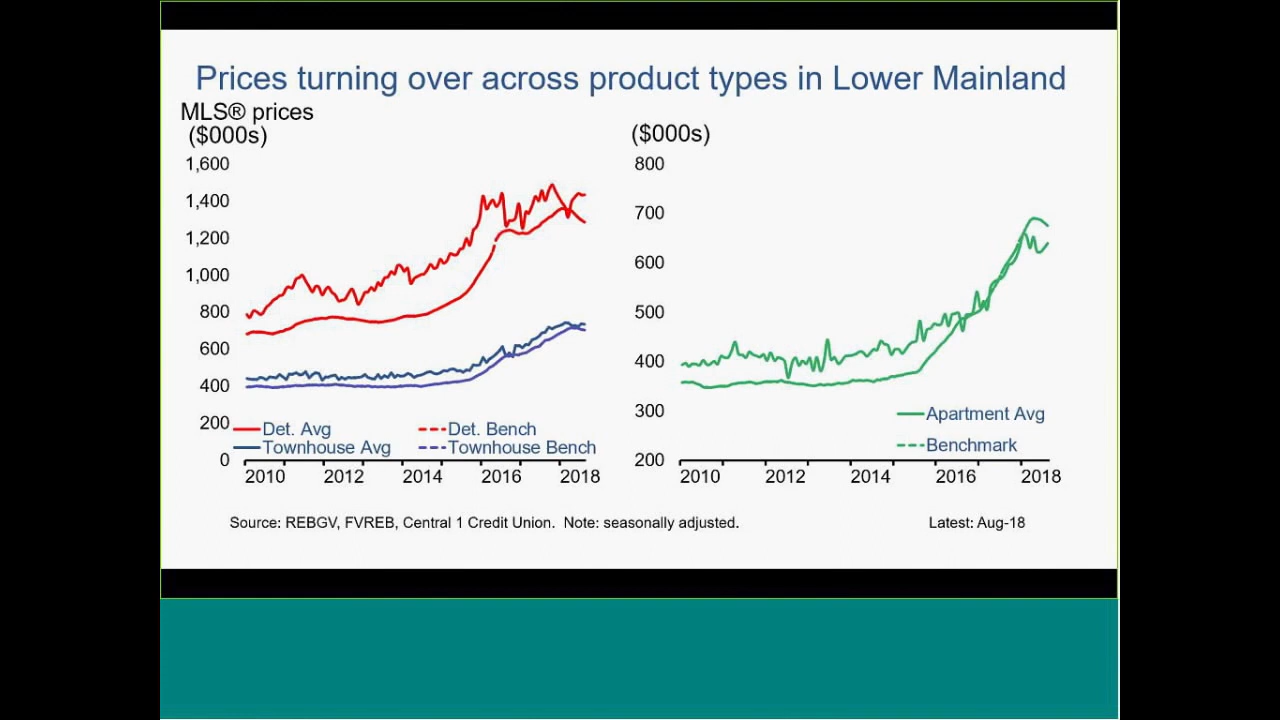 Prices turning over across product types in Lower Mainland
MLS® prices
($000s)
1,600
1,400
1,200
1,000
800
600
400
200
0
Det. Avg
Det. Bench
Townhouse Avg
Townhouse Bench
2010 2012 2014 2016 2018
($000s)
800
700
600
500
400
300
200
Apartment Avg
Benchmark
2010 2012 2014 2016 2018
Source: REBGV, FVREB, Central 1 Credit Union. Note: seasonally adjusted.
Latest: Aug-18